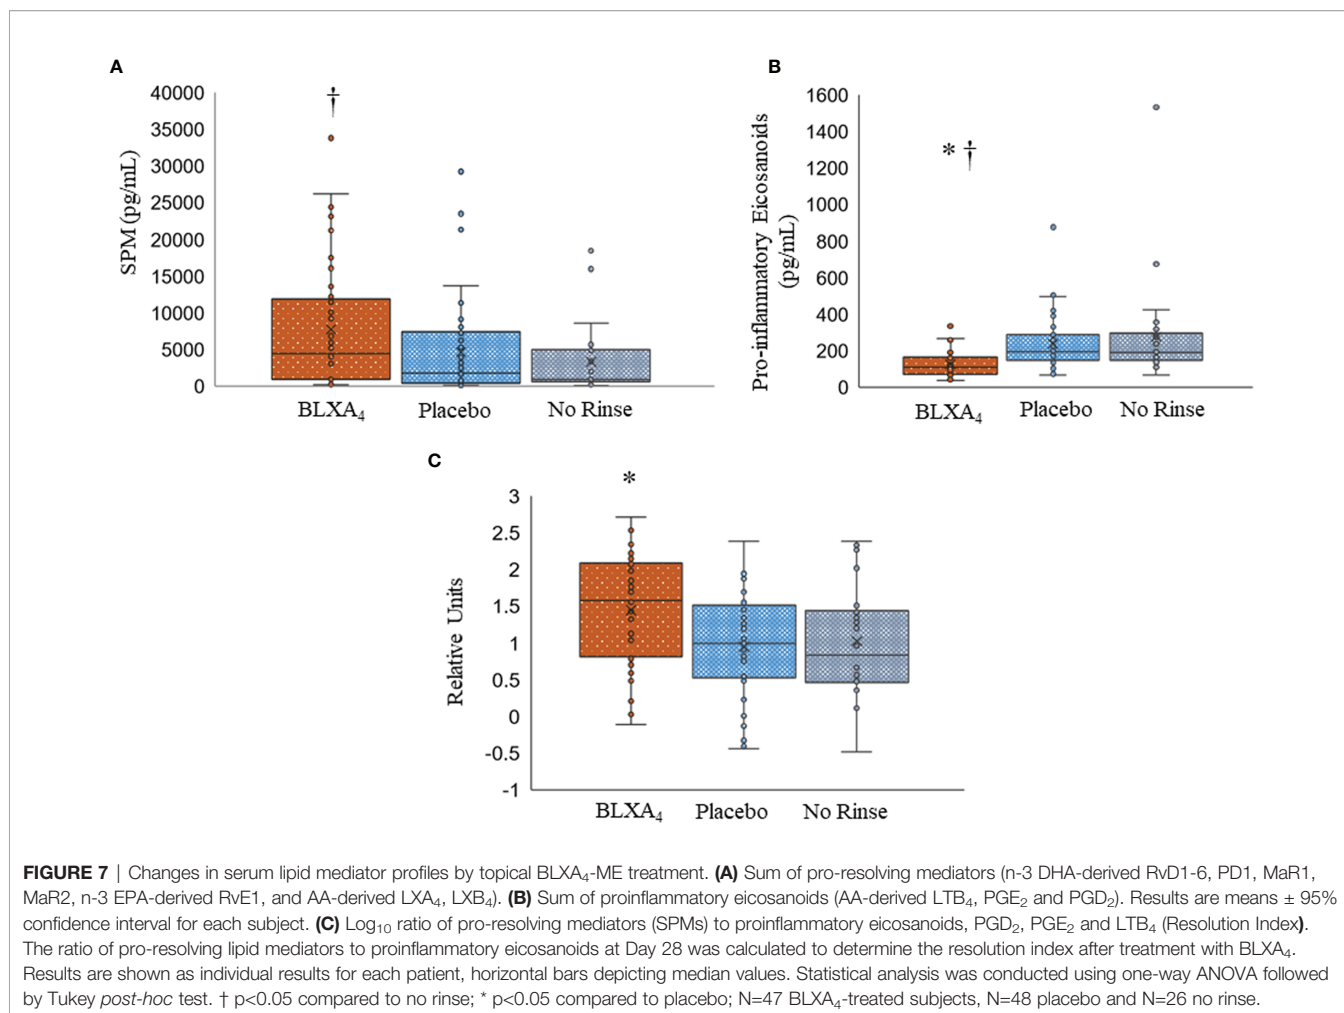 A
†
40000
35000
30000
25000
20000
15000
10000
5000
0
SPM (pg/mL)
BLXA₄ Placebo No Rinse
B
* †
1600
1400
1200
1000
800
600
400
200
0
Pro-inflammatory Eicosanoids
(pg/mL)
BLXA₄ Placebo No Rinse
C
*
3
2.5
2
1.5
1
0.5
0
-0.5
-1
Relative Units
BLXA₄ Placebo No Rinse
FIGURE 7 | Changes in serum lipid mediator profiles by topical BLXA₄-ME treatment. (A) Sum of pro-resolving mediators (n-3 DHA-derived RvD1-6, PD1, MaR1,
MaR2, n-3 EPA-derived RvE1, and AA-derived LXA₄, LXB₄). (B) Sum of proinflammory eicosanoids (AA-derived LTB₄, PGE₂ and PGD₂). Results are means ± 95%
confidence interval for each subject. (C) Log₁₀ ratio of pro-resolving mediators (SPMs) to proinflammory eicosanoids, PGD₂, PGE₂ and LTB₄ (Resolution Index).
The ratio of pro-resolving lipid mediators to proinflammory eicosanoids at Day 28 was calculated to determine the resolution index after treatment with BLXA₄.
Results are shown as individual results for each patient, horizontal bars depicting median values. Statistical analysis was conducted using one-way ANOVA followed
by Tukey post-hoc test. † p<0.05 compared to no rinse; * p<0.05 compared to placebo; N=47 BLXA₄-treated subjects, N=48 placebo and N=26 no rinse.